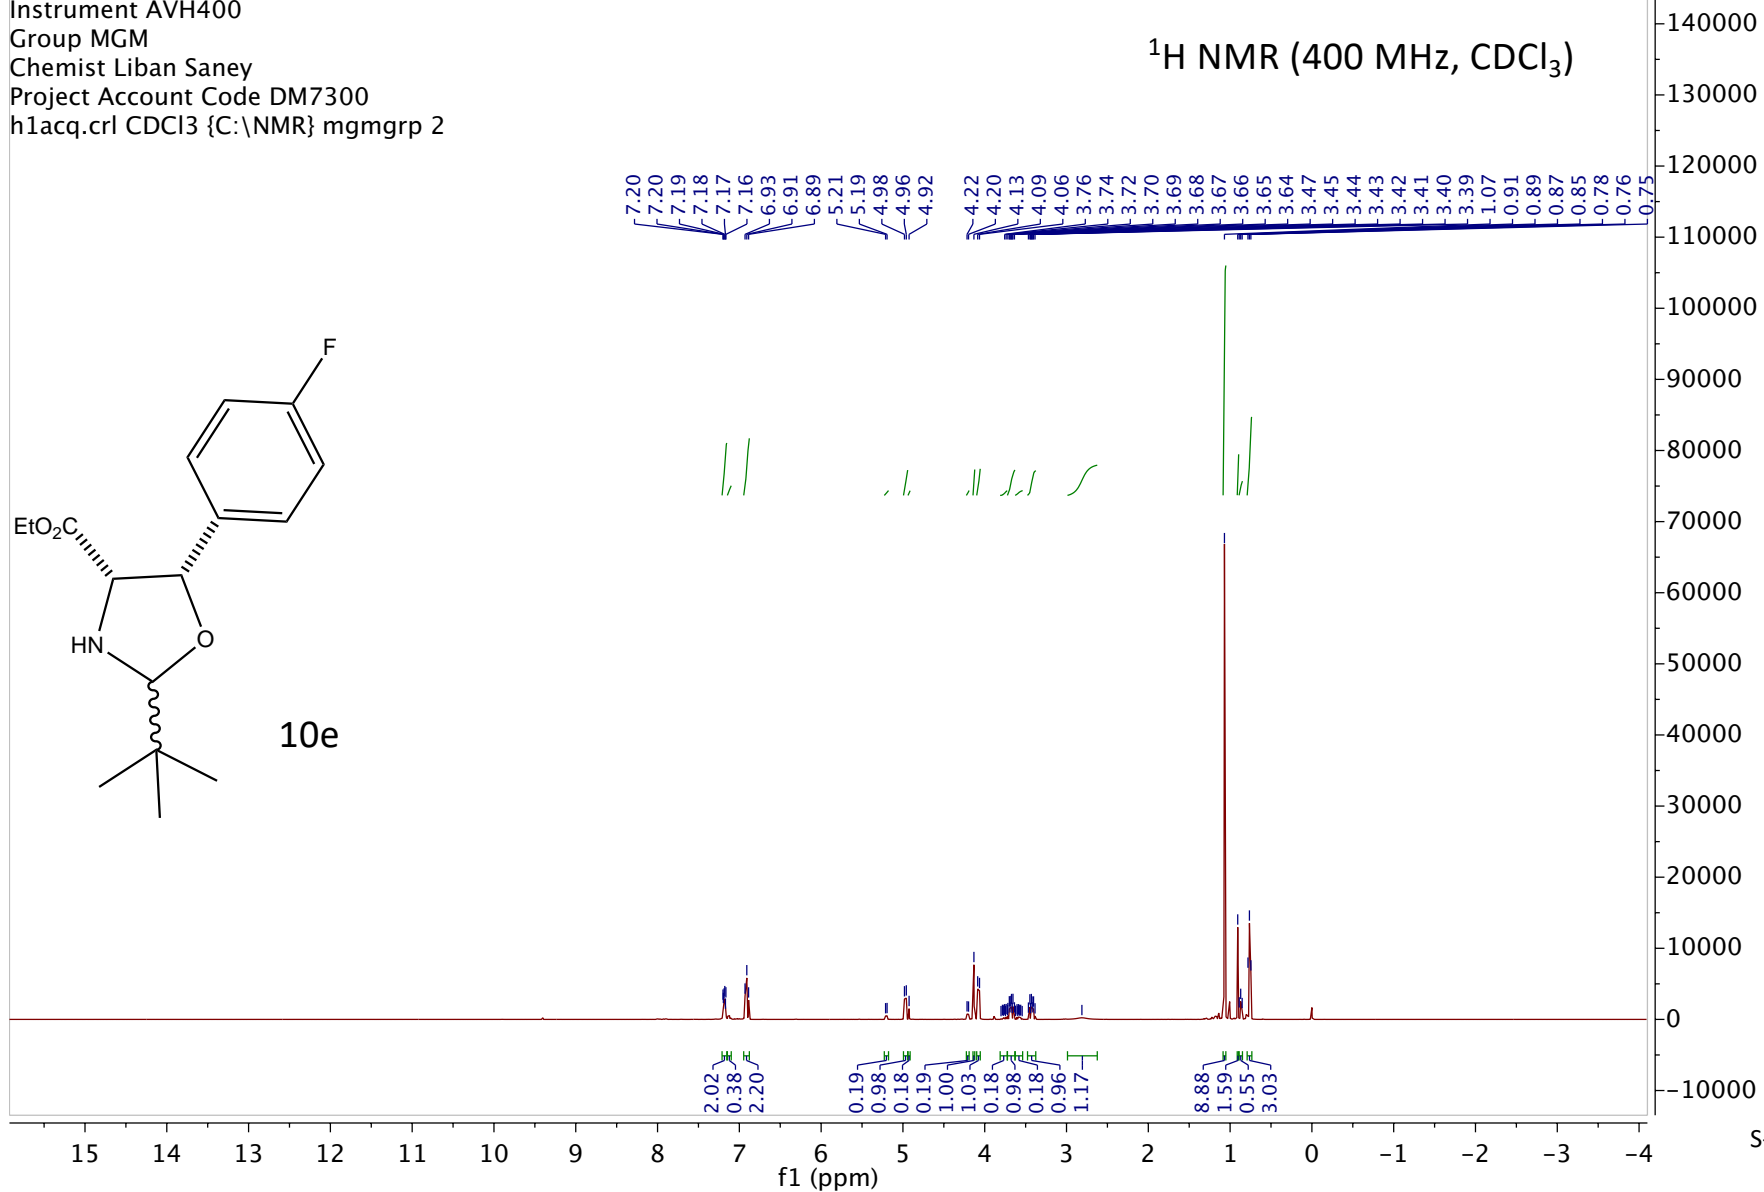 Instrument AVH400
Group MGM
Chemist Liban Saney
Project Account Code DM7300
h1acq.crl CDCl3 {C:\NMR} mgmgrp 2
¹H NMR (400 MHz, CDCl₃)
7.20 7.20 7.19 7.18 7.17 7.16 6.93 6.91 6.89 5.21 5.19 4.98 4.96 4.92 4.22 4.20 4.13 4.09 4.06 3.76 3.74 3.72 3.70 3.69 3.68 3.67 3.66 3.65 3.64 3.47 3.45 3.44 3.43 3.42 3.41 3.40 3.39 1.07 0.91 0.89 0.87 0.85 0.78 0.76 0.75
140000
130000
120000
110000
100000
90000
80000
70000
60000
50000
40000
30000
20000
10000
0
-10000
F
EtO₂C
HN
O
10e
2.02 0.38 2.20 0.19 0.98 0.18 0.19 1.00 1.03 0.18 0.98 0.18 0.96 1.17 8.88 1.59 0.55 3.03
15 14 13 12 11 10 9 8 7 6 5 4 3 2 1 0 -1 -2 -3 -4
f1 (ppm)
S